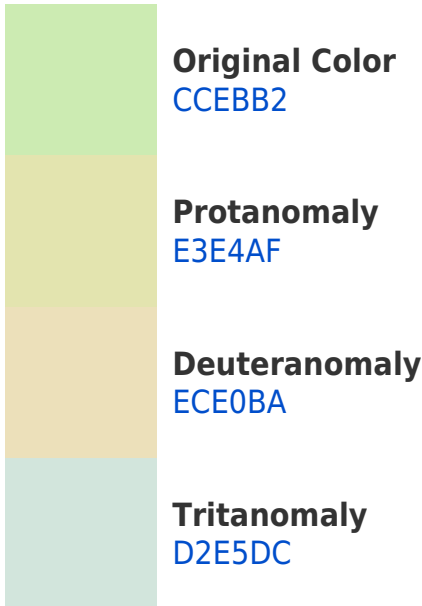 Original Color
CCEBB2
Protanomaly
E3E4AF
Deuteranomaly
ECE0BA
Tritanomaly
D2E5DC